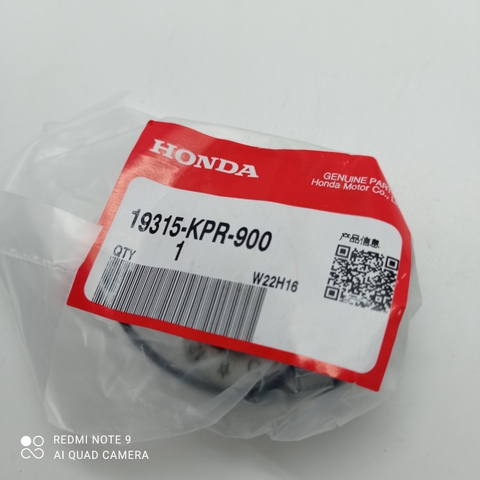 HONDA
GENUINE PARTS
Honda Motor Co.,
19315-KPR-900
QTY 1
产品信息
W22H16
REDMI NOTE 9
AI QUAD CAMERA